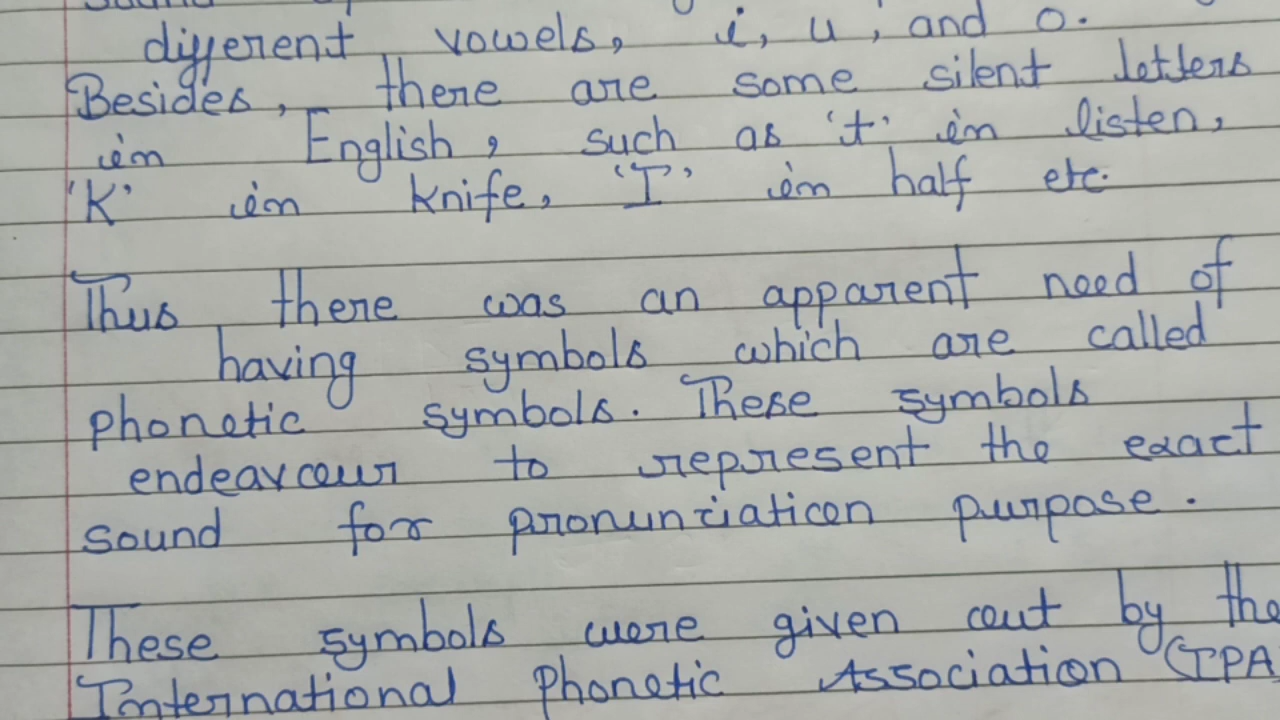 different vowels, i, u, and o.
Besides, there are some silent letters
in English, such as 't' in listen,
'K' in knife, 'I' in half etc.
Thus there was an apparent need of
having symbols which are called
phonetic symbols. These symbols
endeavour to represent the exact
sound for pronunciation purpose.
These symbols were given out by the
International Phonetic Association (IPA